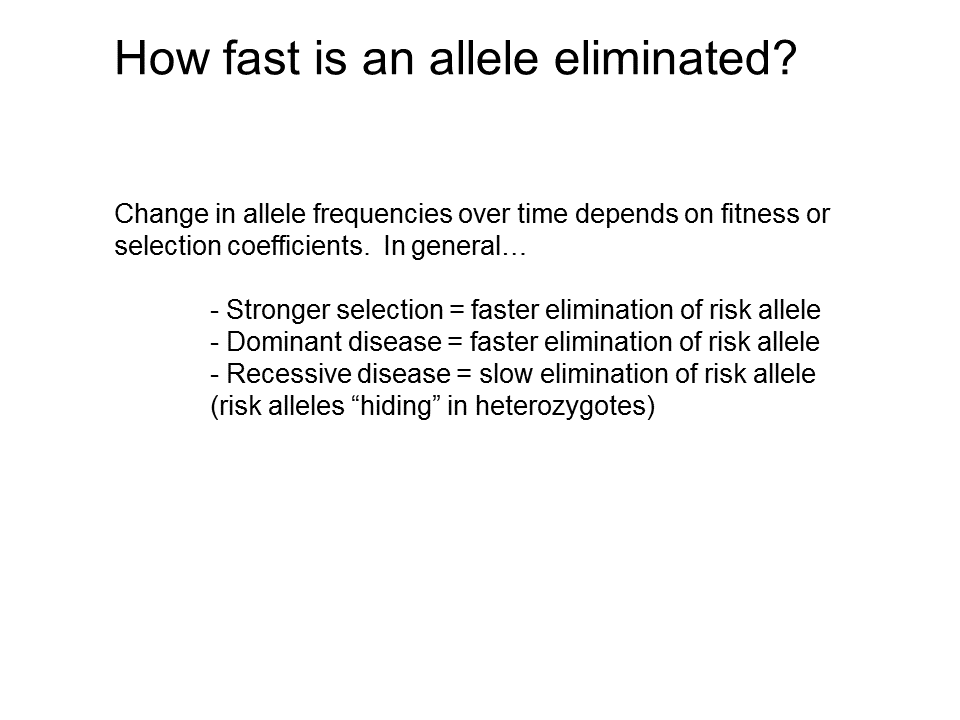 How fast is an allele eliminated?
Change in allele frequencies over time depends on fitness or
selection coefficients.  In general…
- Stronger selection = faster elimination of risk allele
- Dominant disease = faster elimination of risk allele
- Recessive disease = slow elimination of risk allele
(risk alleles “hiding” in heterozygotes)